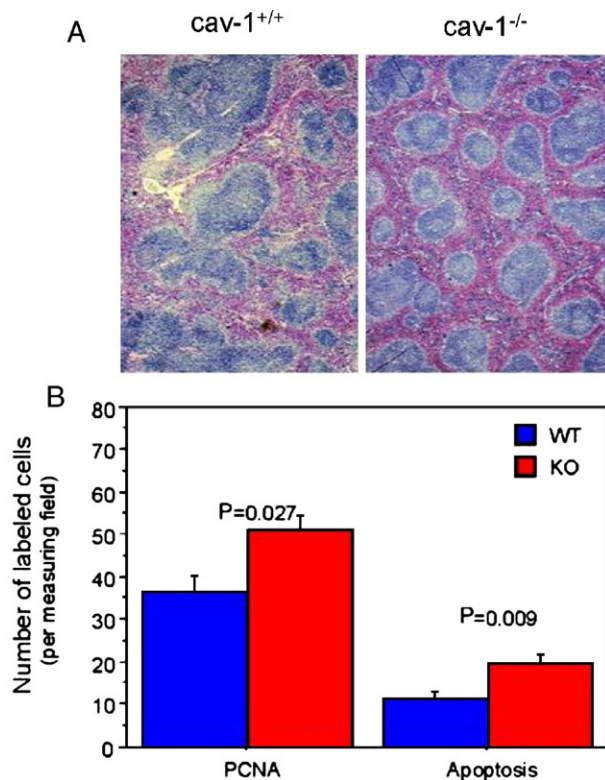 A
cav-1+/+
cav-1-/-
B
Number of labeled cells
(per measuring field)
80
70
60
50
40
30
20
10
0
WT
KO
P=0.027
P=0.009
PCNA
Apoptosis